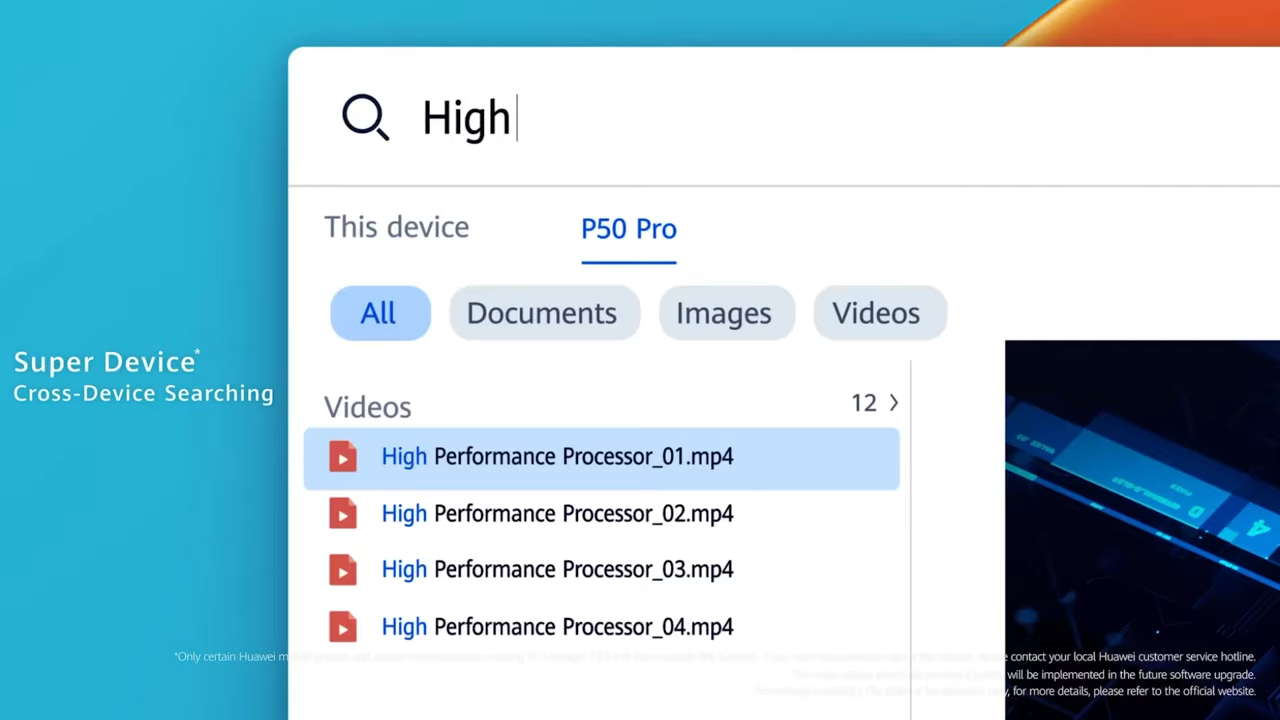 High
This device
P50 Pro
All
Documents
Images
Videos
Super Device*
Cross-Device Searching
Videos
12 >
High Performance Processor_01.mp4
High Performance Processor_02.mp4
High Performance Processor_03.mp4
High Performance Processor_04.mp4
*Only certain Huawei
contact your local Huawei customer service hotline.
will be implemented in the future software upgrade.
for more details, please refer to the official website.